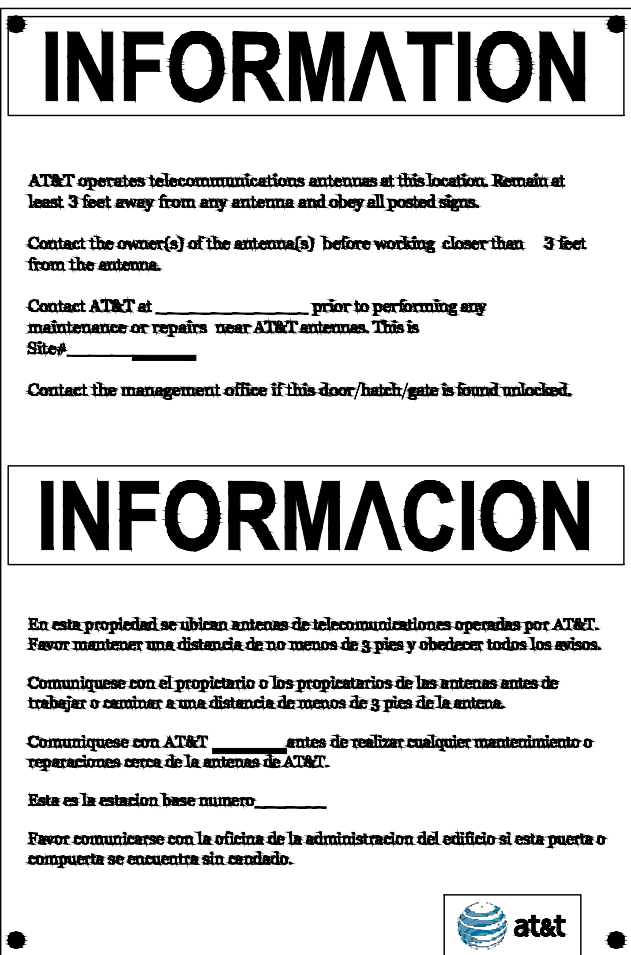 INFORMATION
AT&T operates telecommunications antennas at this location. Remain at
least 3 feet away from any antenna and obey all posted signs.
Contact the owner(s) of the antenna(s) before working closer than 3 feet
from the antenna.
Contact AT&T at _________________ prior to performing any
maintenance or repairs near AT&T antennas. This is
Site#______________
Contact the management office if this door/hatch/gate is found unlocked.
INFORMACION
En esta propiedad se ubican antenas de telecomunicationes operadas por AT&T.
Favor mantener una distancia de no menos de 3 pies y obedecer todos los avisos.
Comuniquese con el propictario o los propicatarios de las antenas antes de
trabajar o caminar a una distancia de menos de 3 pies de la antena.
Comuniquese con AT&T ________antes de realizar cualquier mantenimiento o
reparaciones cerca de la antenas de AT&T.
Esta es la estacion base numero________
Favor comunicarse con la oficina de la administracion del edificio si esta puerta o
compuerta se encuentra sin candado.
at&t